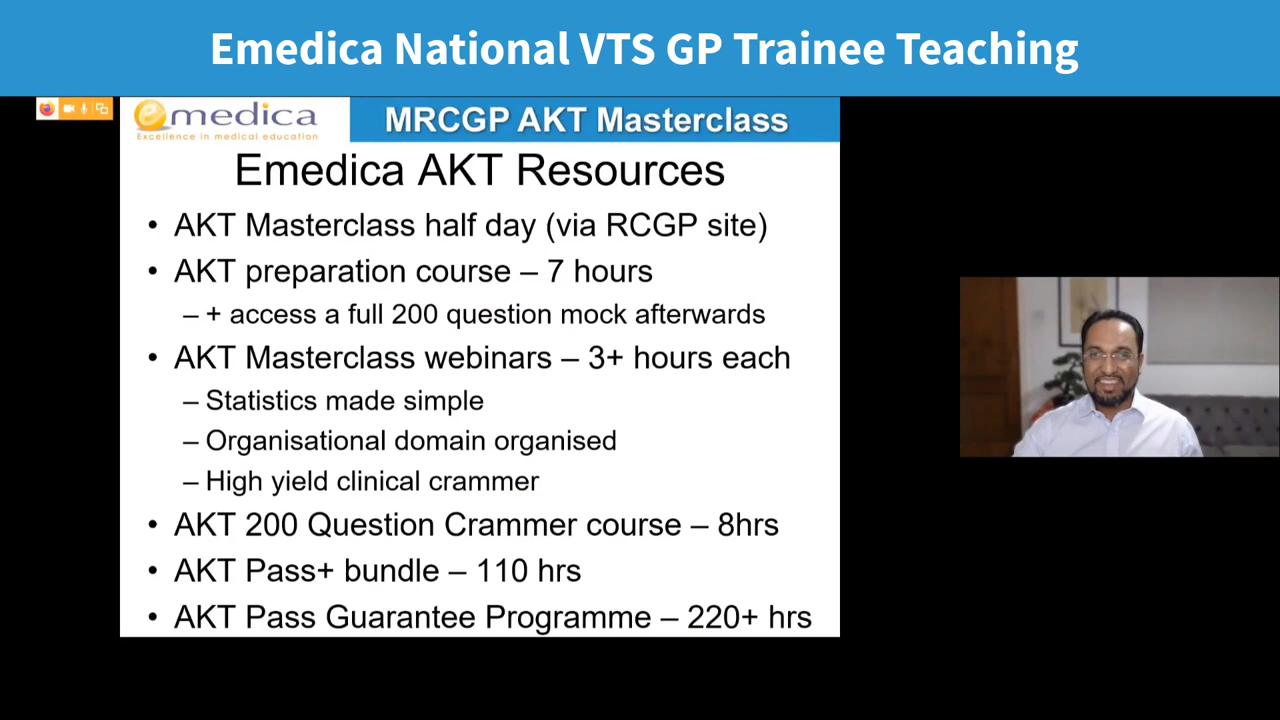 Emedica National VTS GP Trainee Teaching
emedica
Excellence in medical education
MRCGP AKT Masterclass
Emedica AKT Resources
• AKT Masterclass half day (via RCGP site)
• AKT preparation course – 7 hours
– + access a full 200 question mock afterwards
• AKT Masterclass webinars – 3+ hours each
– Statistics made simple
– Organisational domain organised
– High yield clinical crammer
• AKT 200 Question Crammer course – 8hrs
• AKT Pass+ bundle – 110 hrs
• AKT Pass Guarantee Programme – 220+ hrs